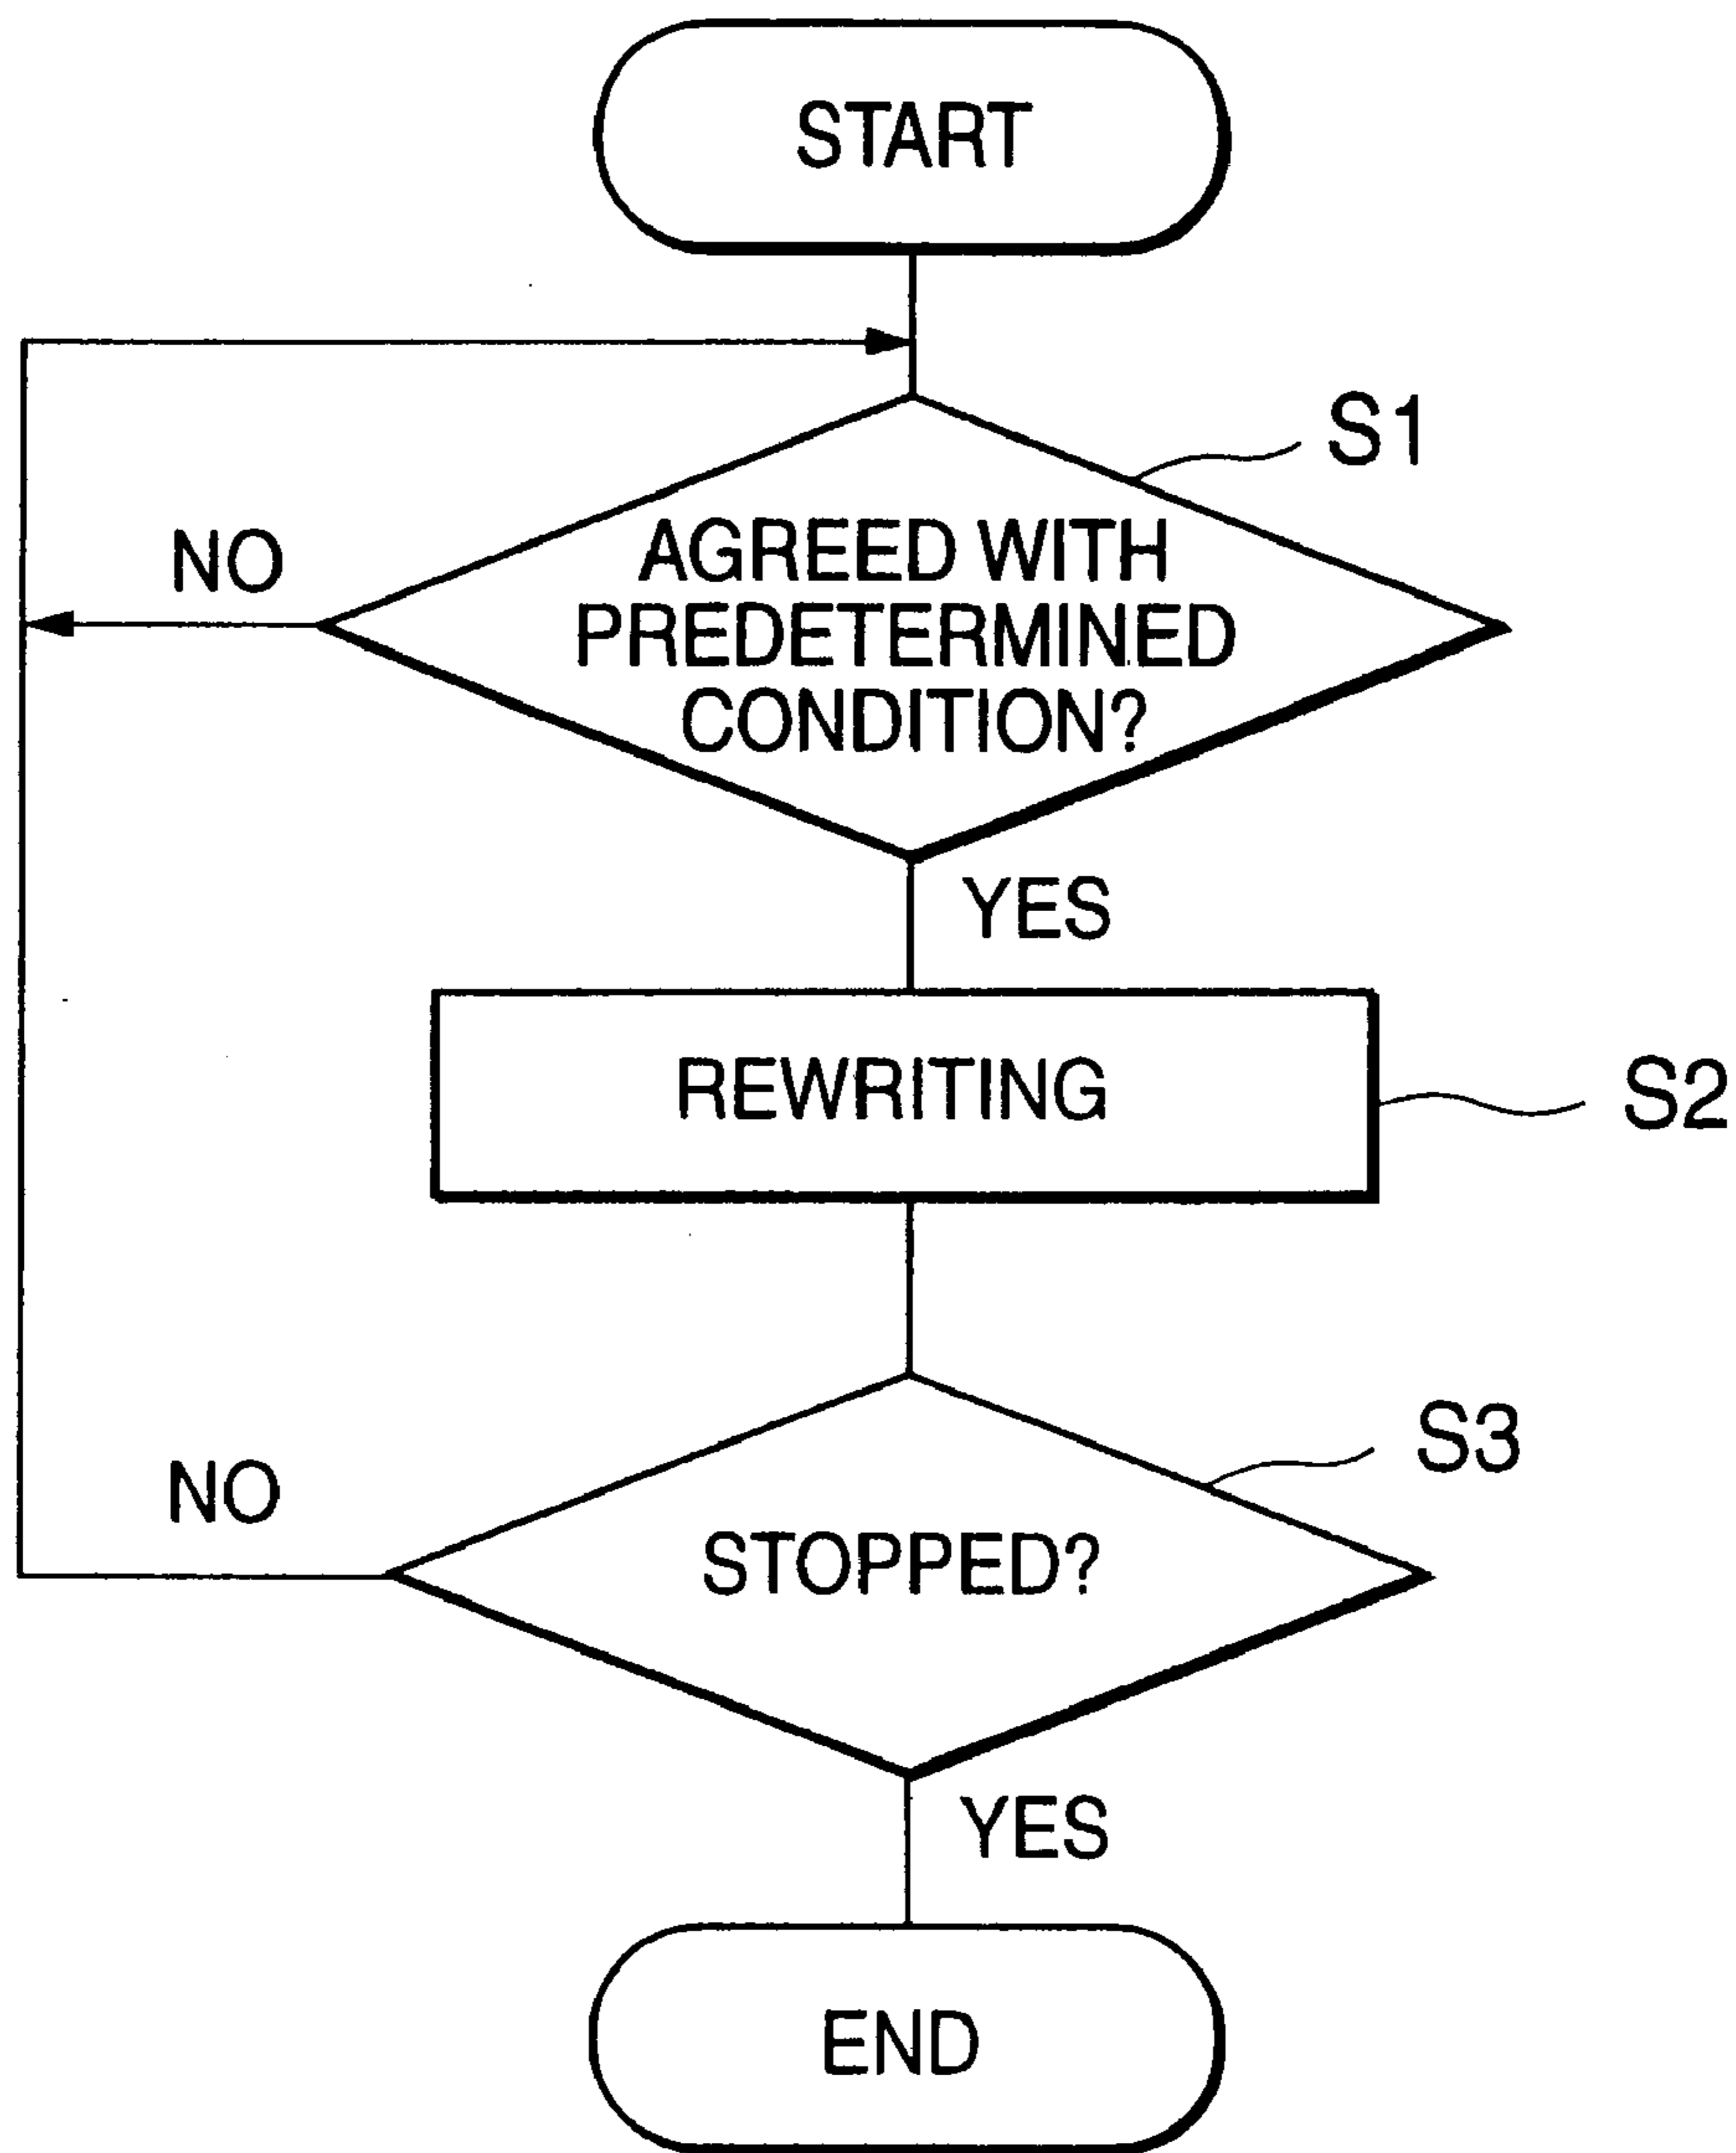 START
S1
NO
AGREED WITH
PREDETERMINED
CONDITION?
YES
REWRITING
S2
S3
NO
STOPPED?
YES
END